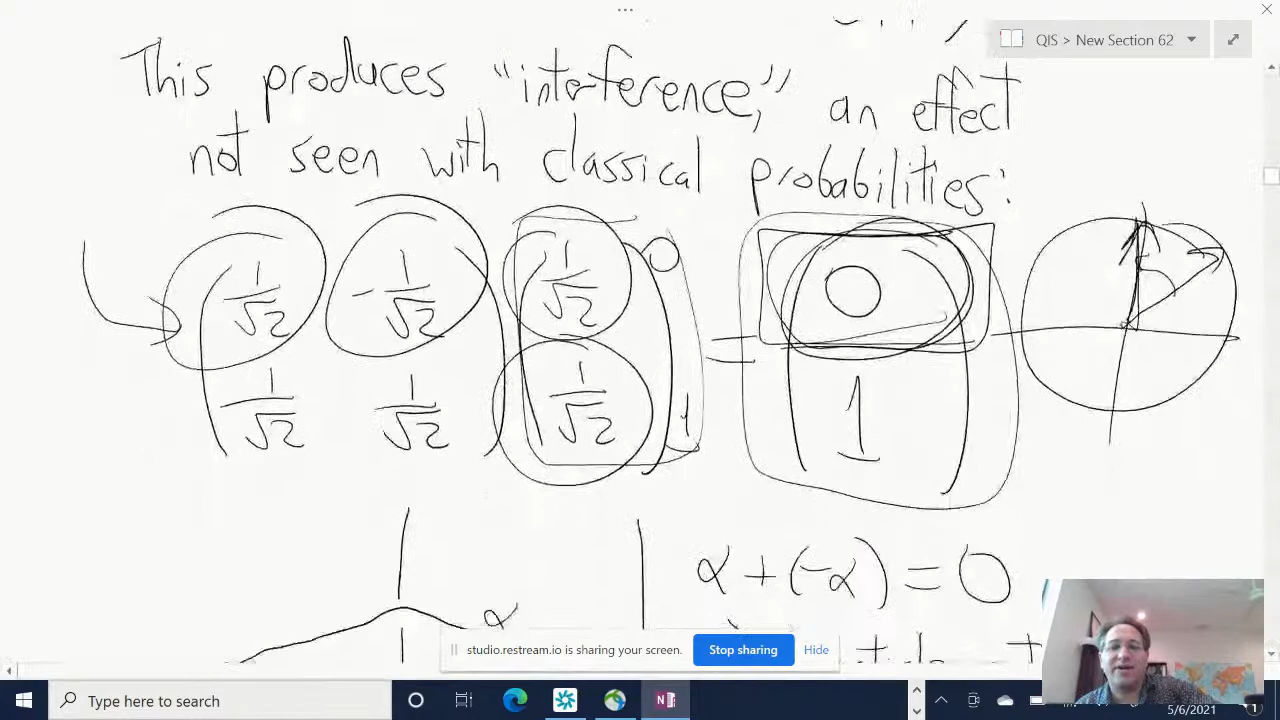 QIS > New Section 62
This produces "interference," an effect
not seen with classical probabilities:
1/√2 -1/√2 1/√2 0 = 0
1/√2 1/√2 1/√2 1 1
α + (-α) = 0
α
studio.restream.io is sharing your screen. Stop sharing Hide
Type here to search
5/6/2021 1